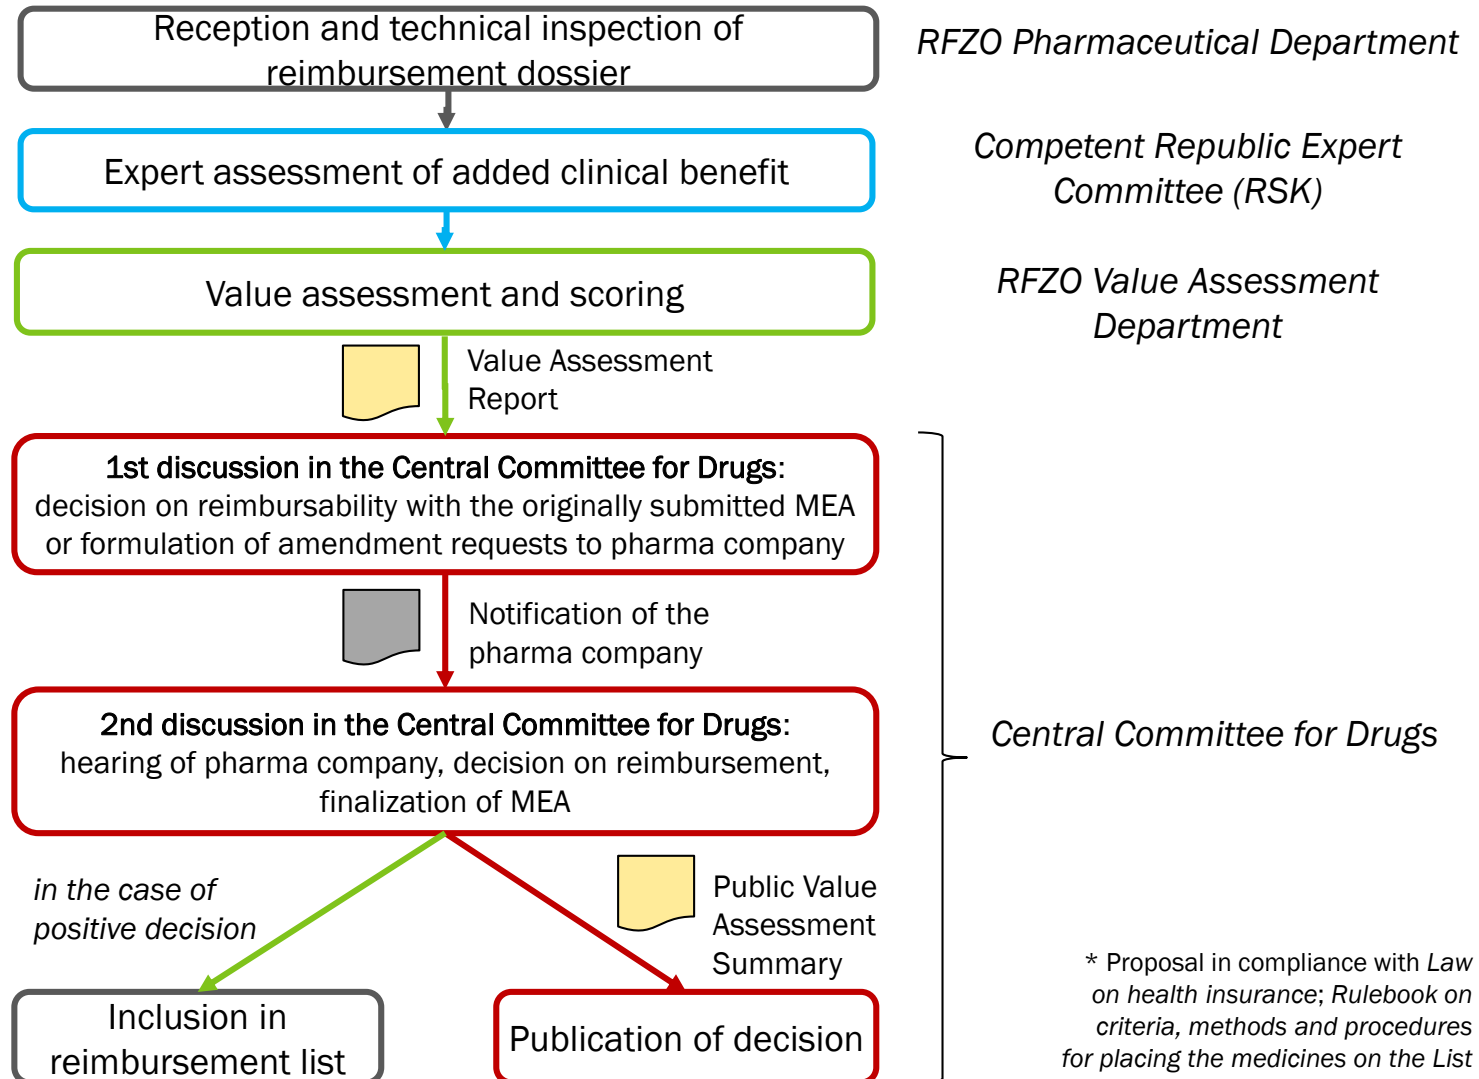 Reception and technical inspection of
reimbursement dossier
RFZO Pharmaceutical Department
Expert assessment of added clinical benefit
Competent Republic Expert
Committee (RSK)
Value assessment and scoring
RFZO Value Assessment
Department
Value Assessment
Report
1st discussion in the Central Committee for Drugs:
decision on reimbursability with the originally submitted MEA
or formulation of amendment requests to pharma company
Notification of the
pharma company
2nd discussion in the Central Committee for Drugs:
hearing of pharma company, decision on reimbursement,
finalization of MEA
Central Committee for Drugs
in the case of
positive decision
Public Value
Assessment
Summary
Inclusion in
reimbursement list
Publication of decision
* Proposal in compliance with Law
on health insurance; Rulebook on
criteria, methods and procedures
for placing the medicines on the List